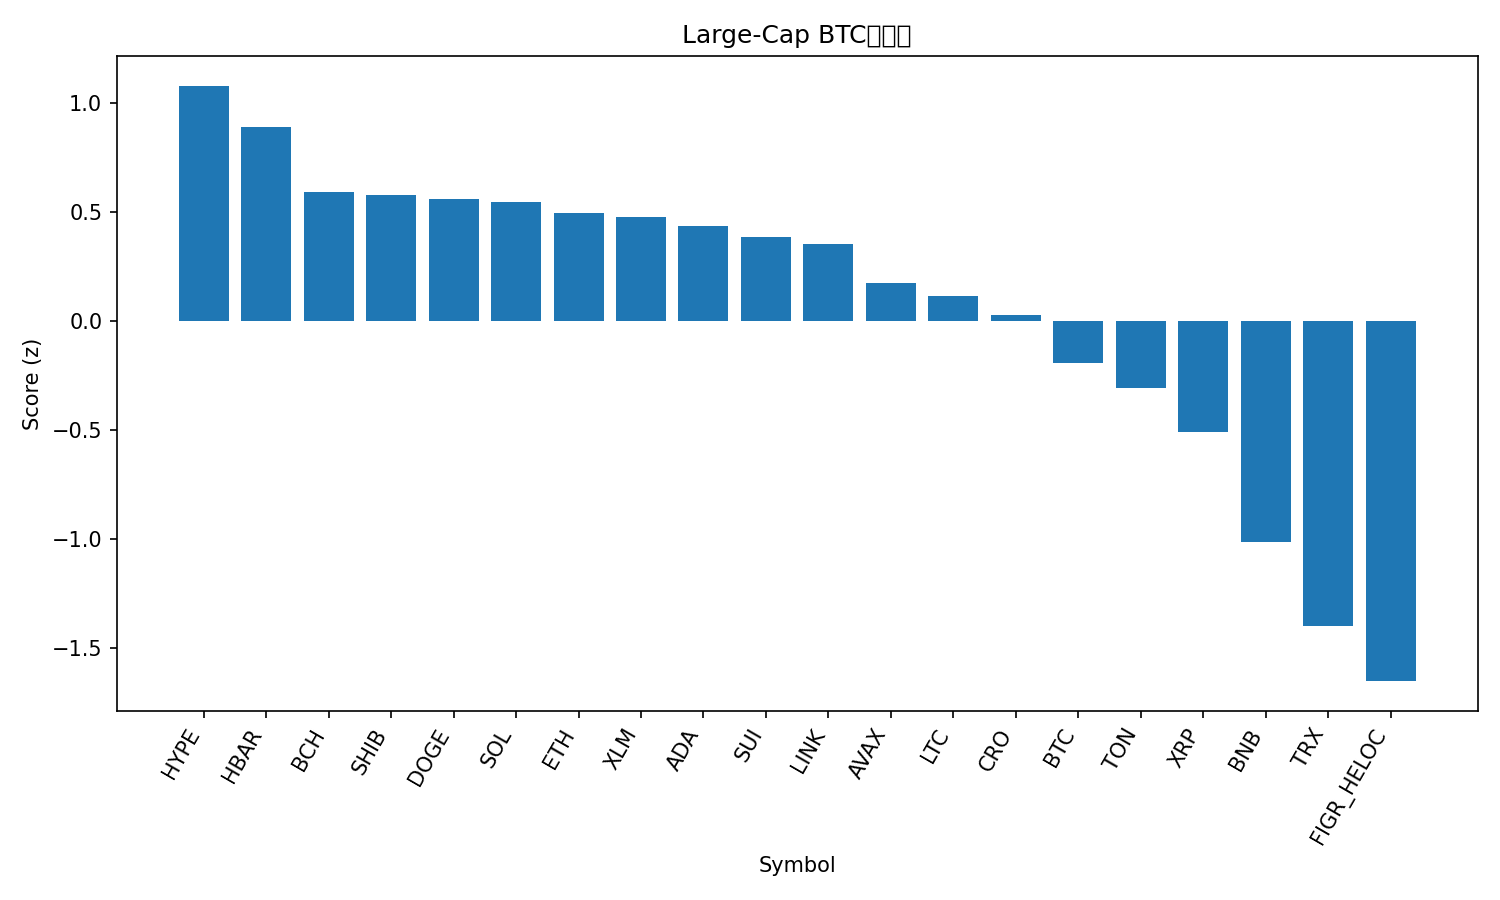 Large-Cap BTC
Score (z)
1.0
0.5
0.0
−0.5
−1.0
−1.5
HYPE
HBAR
BCH
SHIB
DOGE
SOL
ETH
XLM
ADA
SUI
LINK
AVAX
LTC
CRO
BTC
TON
XRP
BNB
TRX
FIGR_HELOC
Symbol